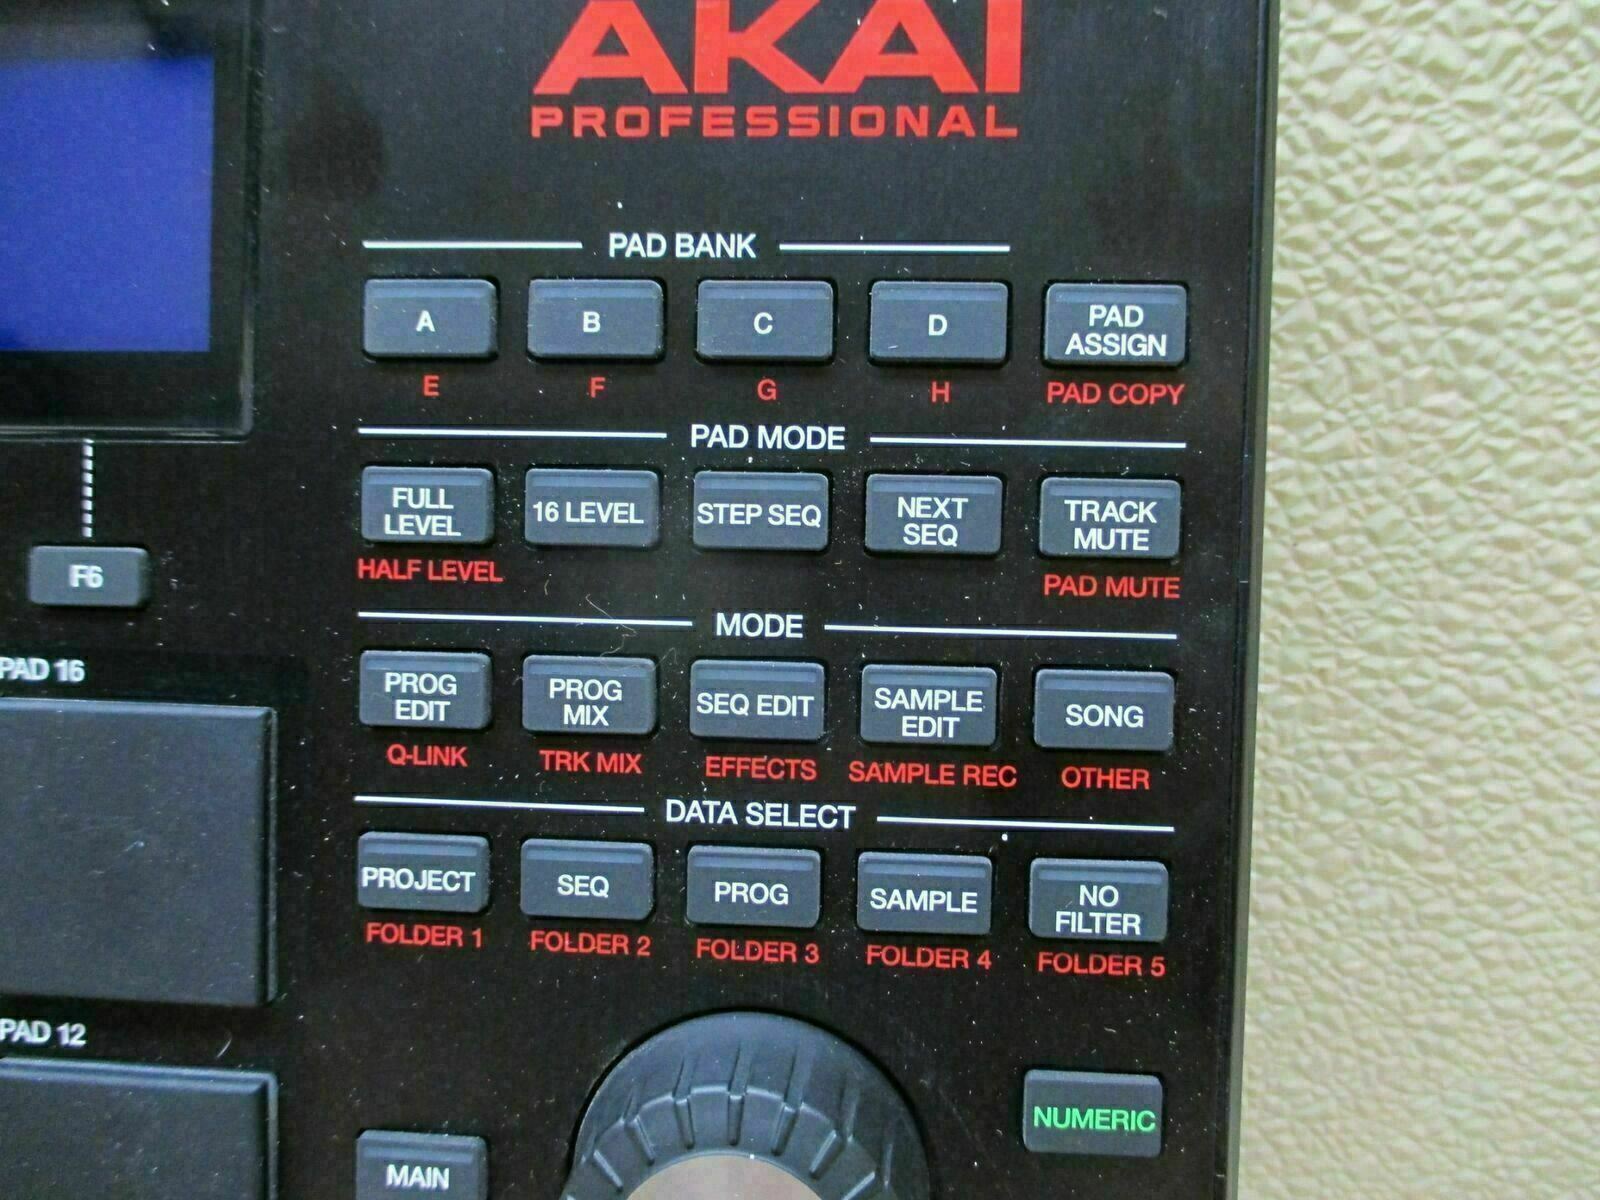 AKAI
PROFESSIONAL
PAD BANK
A B C D PAD
ASSIGN
E F G H PAD COPY
PAD MODE
FULL
LEVEL 16 LEVEL STEP SEQ NEXT
SEQ TRACK
MUTE
HALF LEVEL PAD MUTE
F6
MODE
PAD 16
PROG
EDIT PROG
MIX SEQ EDIT SAMPLE
EDIT SONG
Q-LINK TRK MIX EFFECTS SAMPLE REC OTHER
DATA SELECT
PROJECT SEQ PROG SAMPLE NO
FILTER
FOLDER 1 FOLDER 2 FOLDER 3 FOLDER 4 FOLDER 5
PAD 12
NUMERIC
MAIN